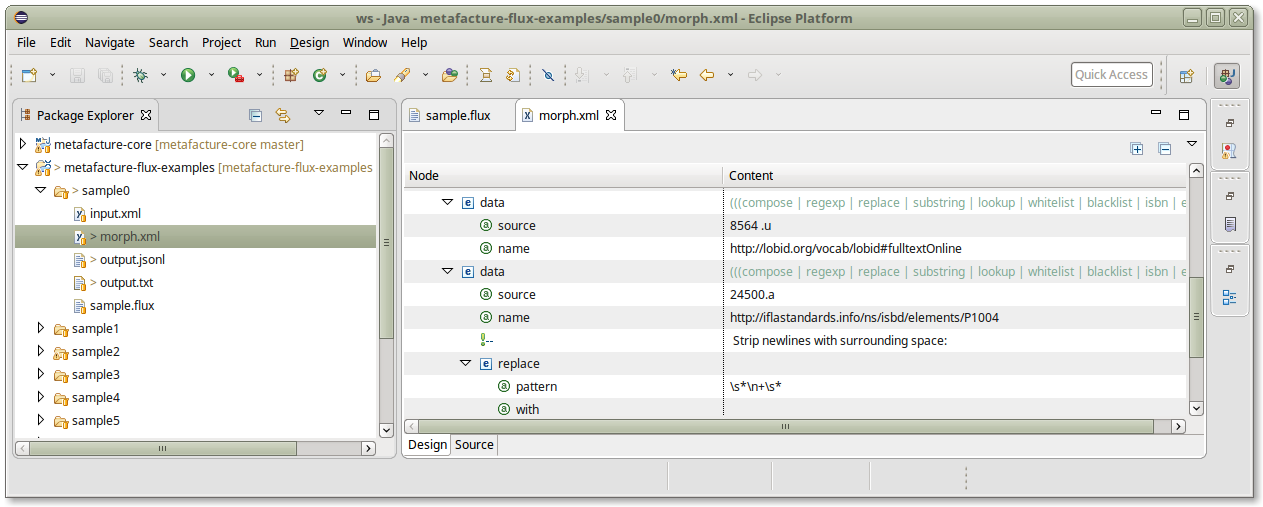 ws - Java - metafacture-flux-examples/sample0/morph.xml - Eclipse Platform
File Edit Navigate Search Project Run Design Window Help
Quick Access
Package Explorer
metafacture-core [metafacture-core master]
> metafacture-flux-examples [metafacture-flux-examples
> sample0
input.xml
> morph.xml
> output.jsonl
> output.txt
sample.flux
sample1
sample2
sample3
sample4
sample5
sample.flux morph.xml
Node Content
data (((compose | regexp | replace | substring | lookup | whitelist | blacklist | isbn | e
source 8564 .u
name http://lobid.org/vocab/lobid#fulltextOnline
data (((compose | regexp | replace | substring | lookup | whitelist | blacklist | isbn | e
source 24500.a
name http://iflastandards.info/ns/isbd/elements/P1004
!-- Strip newlines with surrounding space:
replace
pattern \s*\n+\s*
with
Design Source